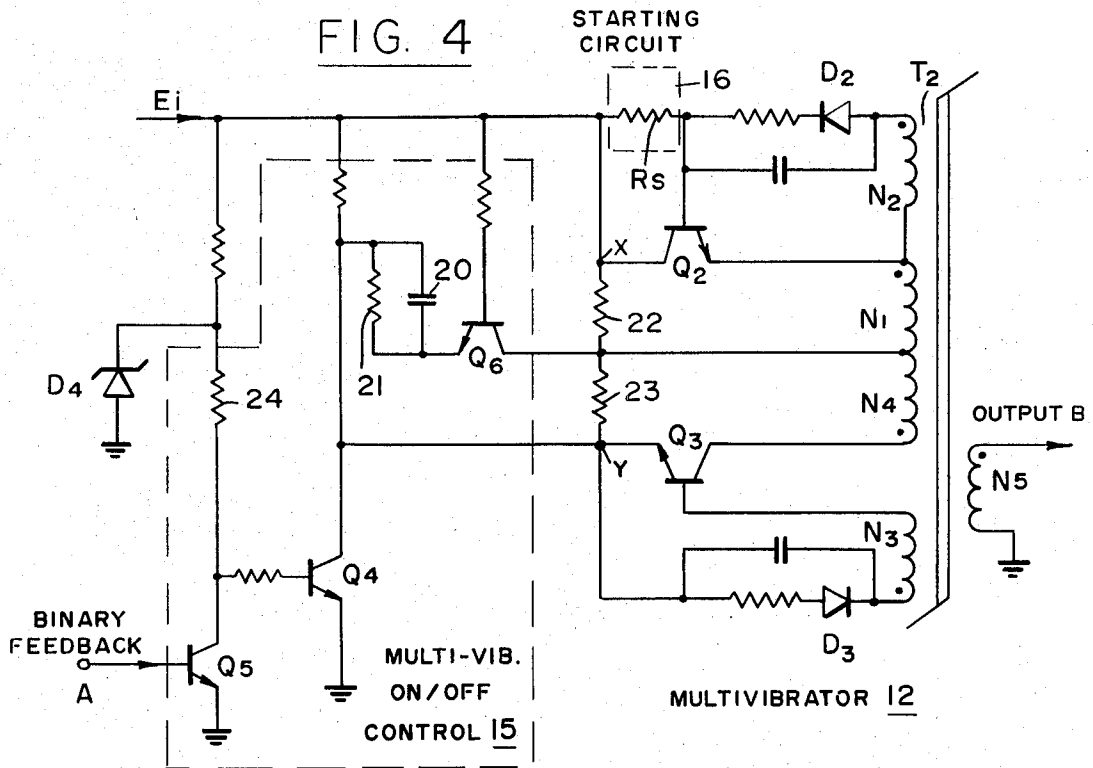 FIG. 4
STARTING
CIRCUIT
16
D2
T2
Ei
Rs
N2
X
Q2
20
22
N1
Q6
21
D4
24
23
N4
Q3
OUTPUT B
Y
N5
N3
Q4
BINARY
FEEDBACK
A
Q5
D3
MULTI-VIB.
ON/OFF
CONTROL 15
MULTIVIBRATOR 12